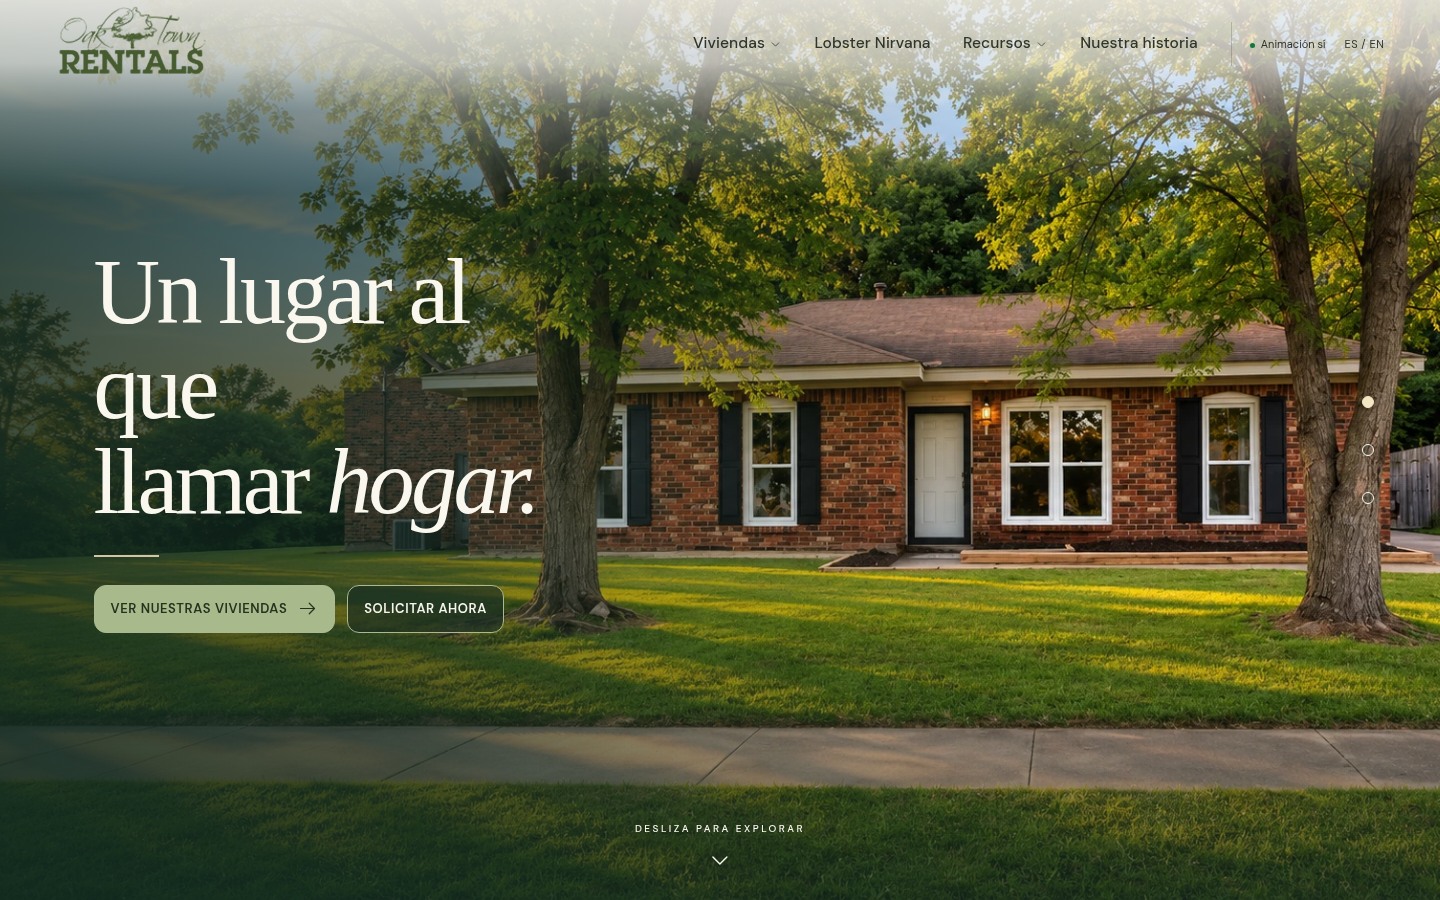 Oak Town
RENTALS
Viviendas
Lobster Nirvana
Recursos
Nuestra historia
Animación sí
ES / EN
Un lugar al
que
llamar hogar.
VER NUESTRAS VIVIENDAS
SOLICITAR AHORA
DESLIZA PARA EXPLORAR